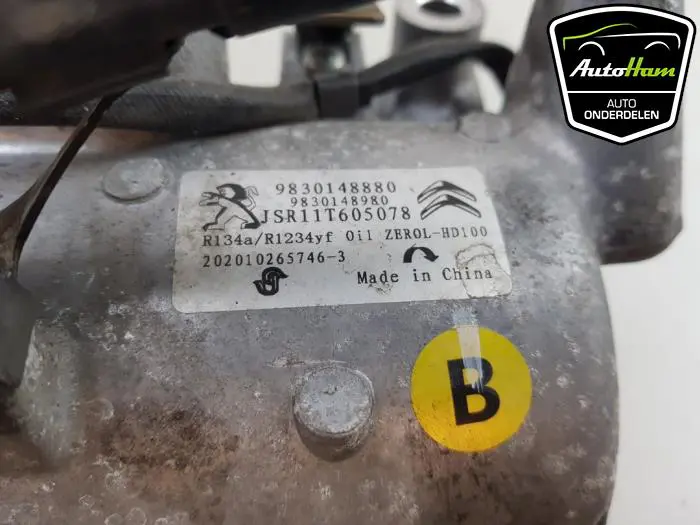 AutoHam
AUTO
ONDERDELEN
9830148880
9830148980
JSR11T605078
R134a/R1234yf Oil ZEROL-HD100
202010265746-3
Made in China
B